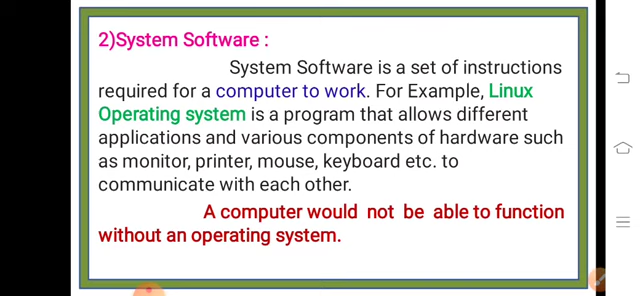 2)System Software :
System Software is a set of instructions
required for a computer to work. For Example, Linux
Operating system is a program that allows different
applications and various components of hardware such
as monitor, printer, mouse, keyboard etc. to
communicate with each other.
A computer would not be able to function
without an operating system.